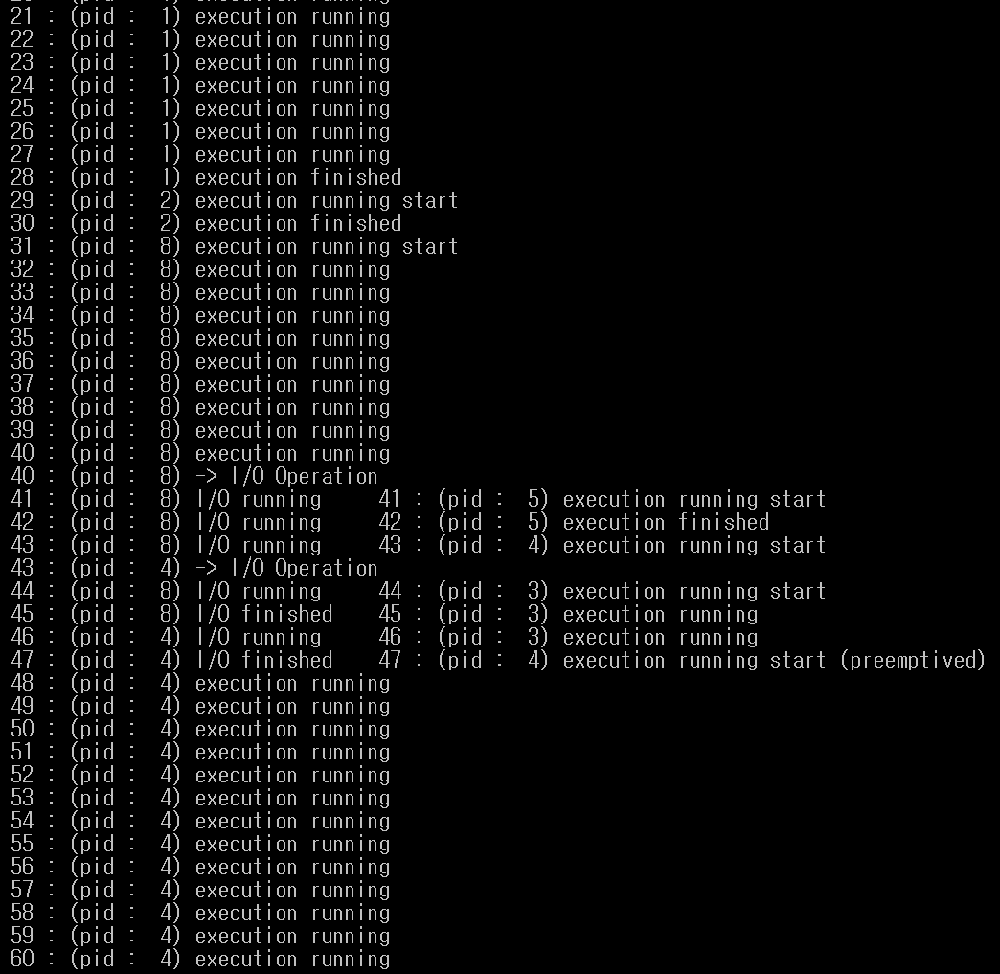 21 : (pid :  1) execution running
22 : (pid :  1) execution running
23 : (pid :  1) execution running
24 : (pid :  1) execution running
25 : (pid :  1) execution running
26 : (pid :  1) execution running
27 : (pid :  1) execution running
28 : (pid :  1) execution finished
29 : (pid :  2) execution running start
30 : (pid :  2) execution finished
31 : (pid :  8) execution running start
32 : (pid :  8) execution running
33 : (pid :  8) execution running
34 : (pid :  8) execution running
35 : (pid :  8) execution running
36 : (pid :  8) execution running
37 : (pid :  8) execution running
38 : (pid :  8) execution running
39 : (pid :  8) execution running
40 : (pid :  8) execution running
40 : (pid :  8) -> I/O Operation
41 : (pid :  8) I/O running     41 : (pid :  5) execution running start
42 : (pid :  8) I/O running     42 : (pid :  5) execution finished
43 : (pid :  8) I/O running     43 : (pid :  4) execution running start
43 : (pid :  4) -> I/O Operation
44 : (pid :  8) I/O running     44 : (pid :  3) execution running start
45 : (pid :  8) I/O finished    45 : (pid :  3) execution running
46 : (pid :  4) I/O running     46 : (pid :  3) execution running
47 : (pid :  4) I/O finished    47 : (pid :  4) execution running start (preemptived)
48 : (pid :  4) execution running
49 : (pid :  4) execution running
50 : (pid :  4) execution running
51 : (pid :  4) execution running
52 : (pid :  4) execution running
53 : (pid :  4) execution running
54 : (pid :  4) execution running
55 : (pid :  4) execution running
56 : (pid :  4) execution running
57 : (pid :  4) execution running
58 : (pid :  4) execution running
59 : (pid :  4) execution running
60 : (pid :  4) execution running